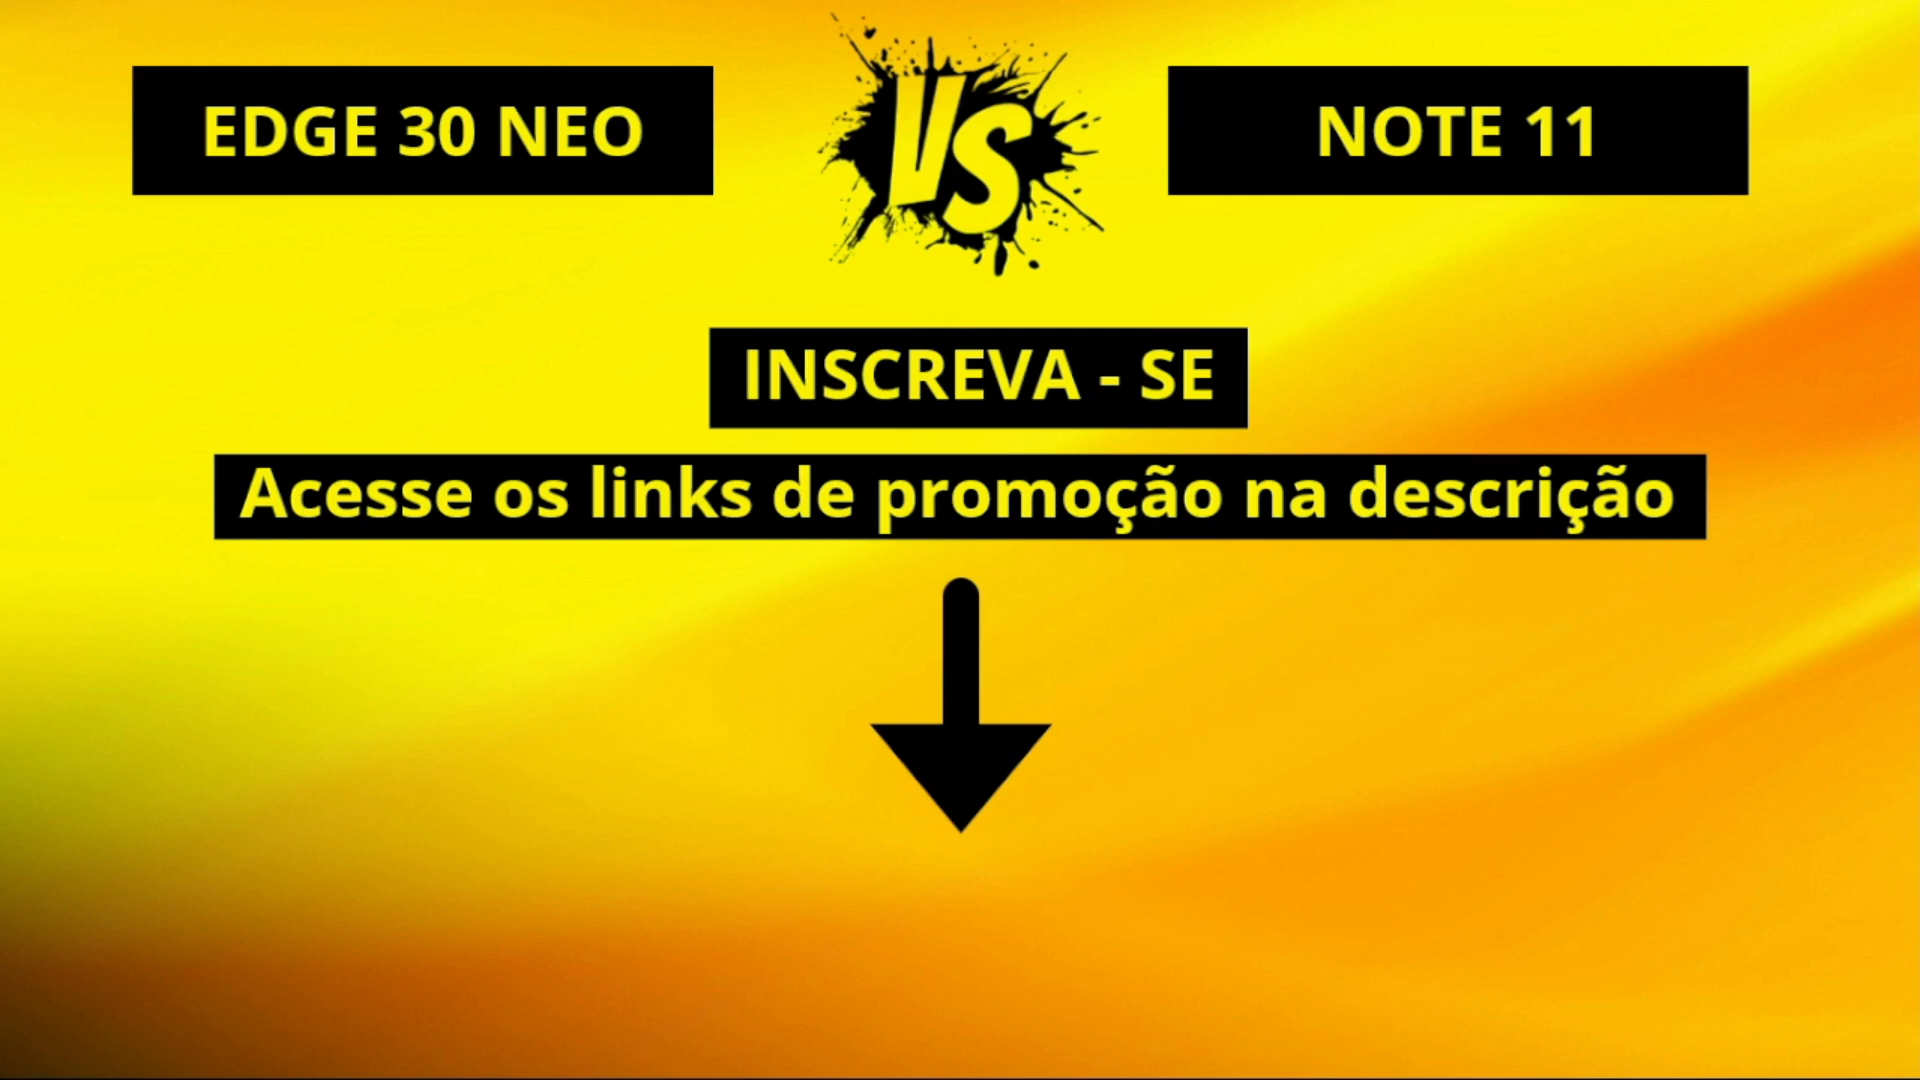 EDGE 30 NEO
VS
NOTE 11
INSCREVA - SE
Acesse os links de promoção na descrição